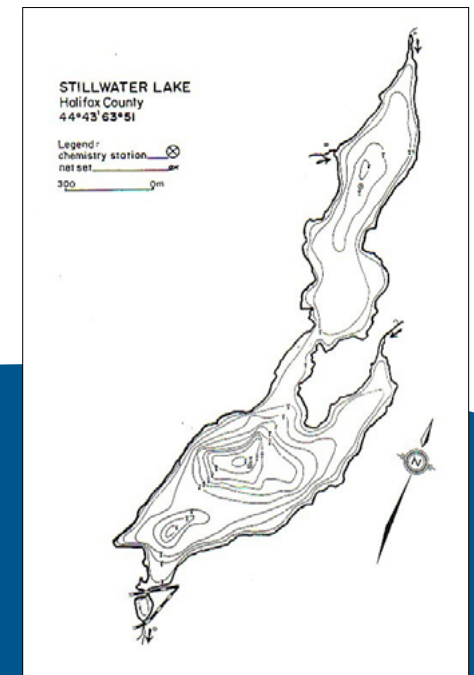 STILLWATER LAKE
Halifax County
44°43' 63°51
Legend:
chemistry station
net set
300 0m
N